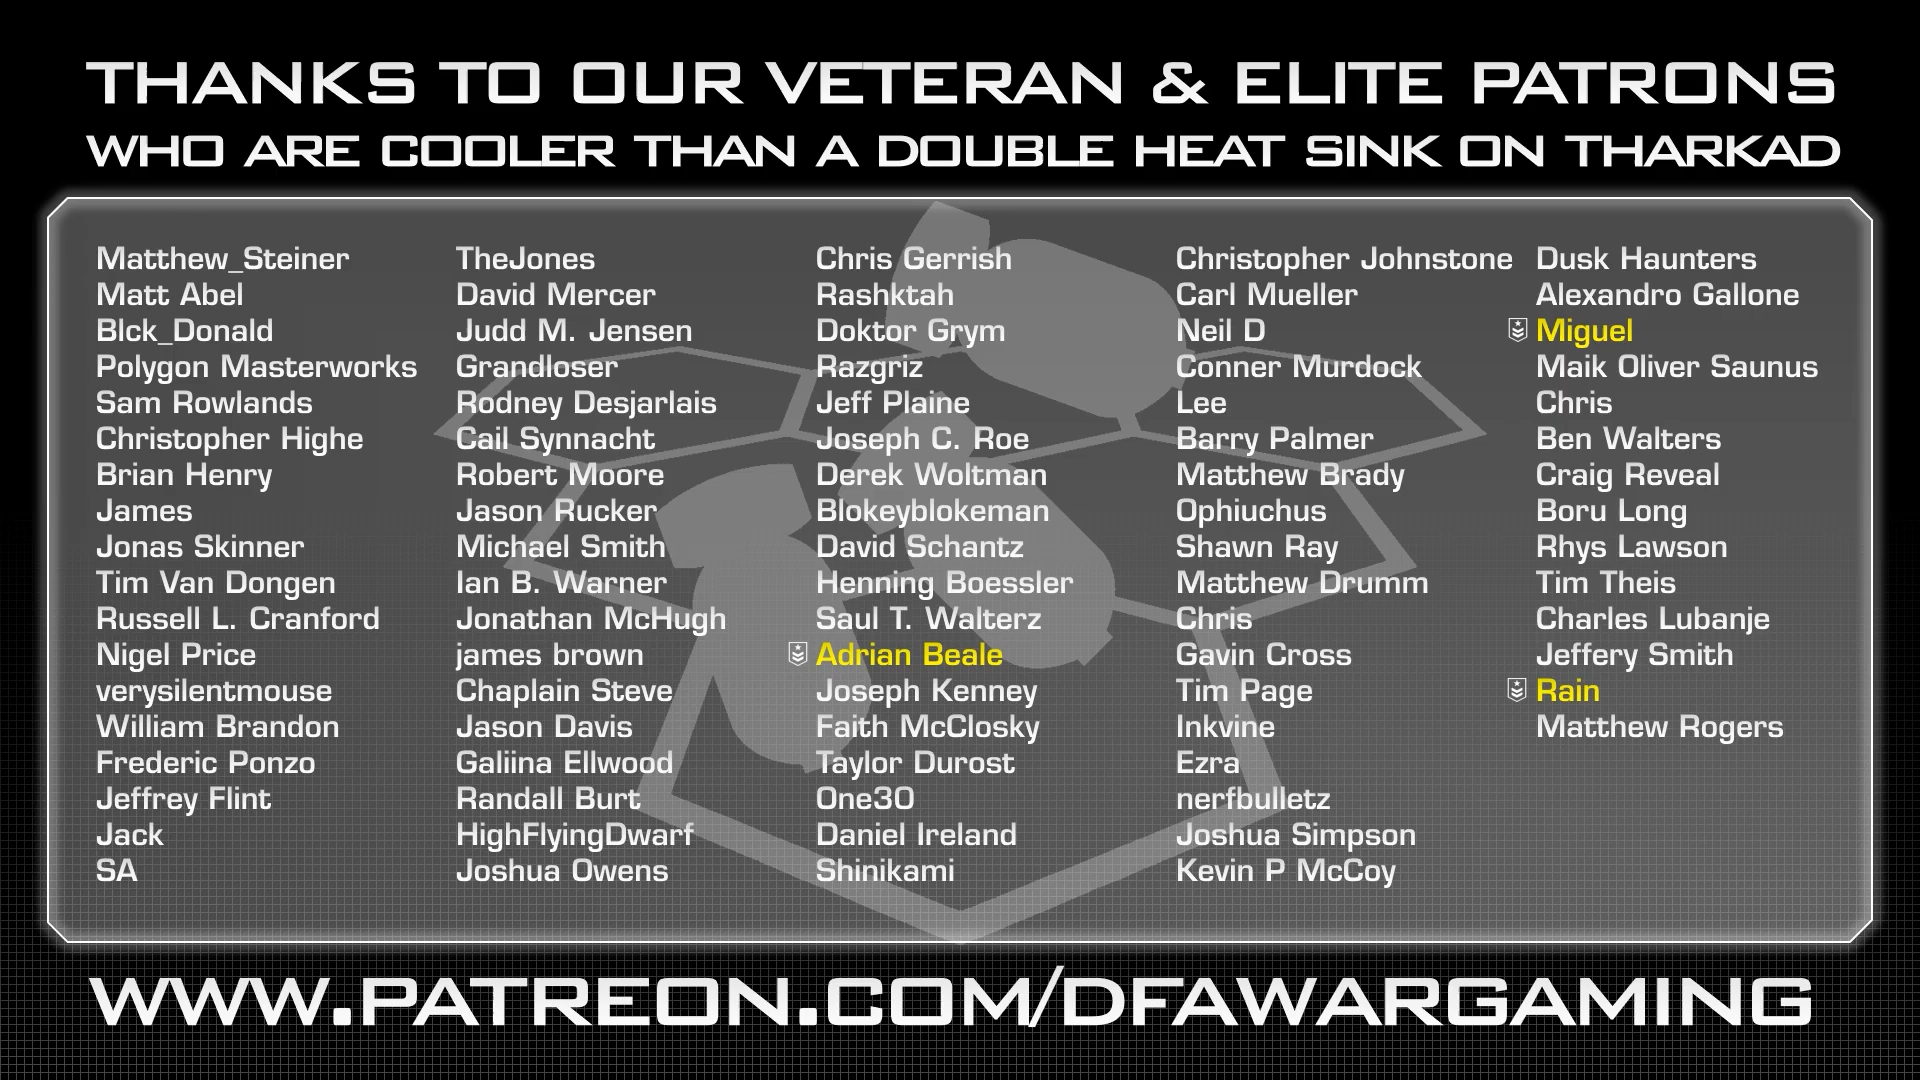 THANKS TO OUR VETERAN & ELITE PATRONS
WHO ARE COOLER THAN A DOUBLE HEAT SINK ON THARKAD
Matthew_Steiner
Matt Abel
Blck_Donald
Polygon Masterworks
Sam Rowlands
Christopher Highe
Brian Henry
James
Jonas Skinner
Tim Van Dongen
Russell L. Cranford
Nigel Price
verysilentmouse
William Brandon
Frederic Ponzo
Jeffrey Flint
Jack
SA
TheJones
David Mercer
Judd M. Jensen
Grandloser
Rodney Desjarlais
Cail Synnacht
Robert Moore
Jason Rucker
Michael Smith
Ian B. Warner
Jonathan McHugh
james brown
Chaplain Steve
Jason Davis
Galiina Ellwood
Randall Burt
HighFlyingDwarf
Joshua Owens
Chris Gerrish
Rashktah
Doktor Grym
Razgriz
Jeff Plaine
Joseph C. Roe
Derek Woltman
Blokeyblokeman
David Schantz
Henning Boessler
Saul T. Walterz
Adrian Beale
Joseph Kenney
Faith McClosky
Taylor Durost
One30
Daniel Ireland
Shinikami
Christopher Johnstone
Carl Mueller
Neil D
Conner Murdock
Lee
Barry Palmer
Matthew Brady
Ophiuchus
Shawn Ray
Matthew Drumm
Chris
Gavin Cross
Tim Page
Inkvine
Ezra
nerfbulletz
Joshua Simpson
Kevin P McCoy
Dusk Haunters
Alexandro Gallone
Miguel
Maik Oliver Saunus
Chris
Ben Walters
Craig Reveal
Boru Long
Rhys Lawson
Tim Theis
Charles Lubanje
Jeffery Smith
Rain
Matthew Rogers
WWW.PATREON.COM/DFAWARGAMING